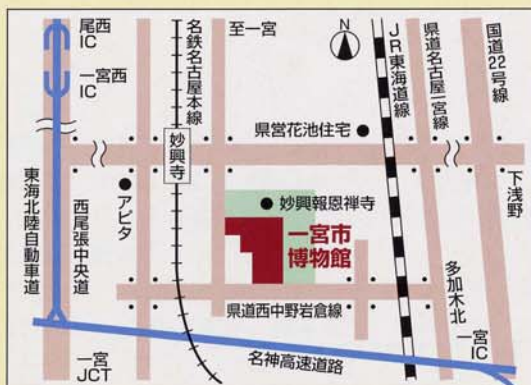 尾西
IC
一宮西
IC
名鉄名古屋本線
至一宮
N
JR東海道線
県道名古屋一宮線
国道22号線
県営花池住宅
妙興寺
下浅野
東海北陸自動車道
西尾張中央道
アピタ
妙興報恩禅寺
一宮市
博物館
県道西中野岩倉線
多加木北
一宮
IC
一宮
JCT
名神高速道路